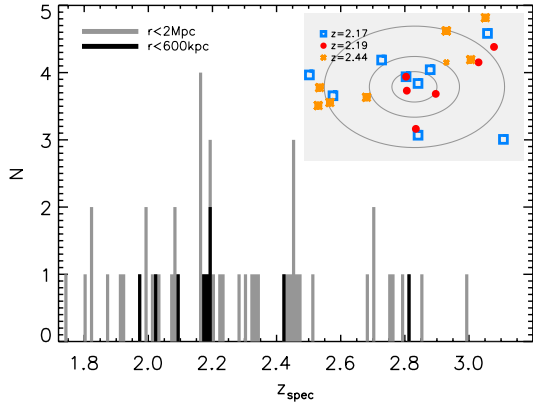 r<2Mpc
r<600kpc
z=2.17
z=2.19
z=2.44
N
5
4
3
2
1
0
1.8 2.0 2.2 2.4 2.6 2.8 3.0
z_spec